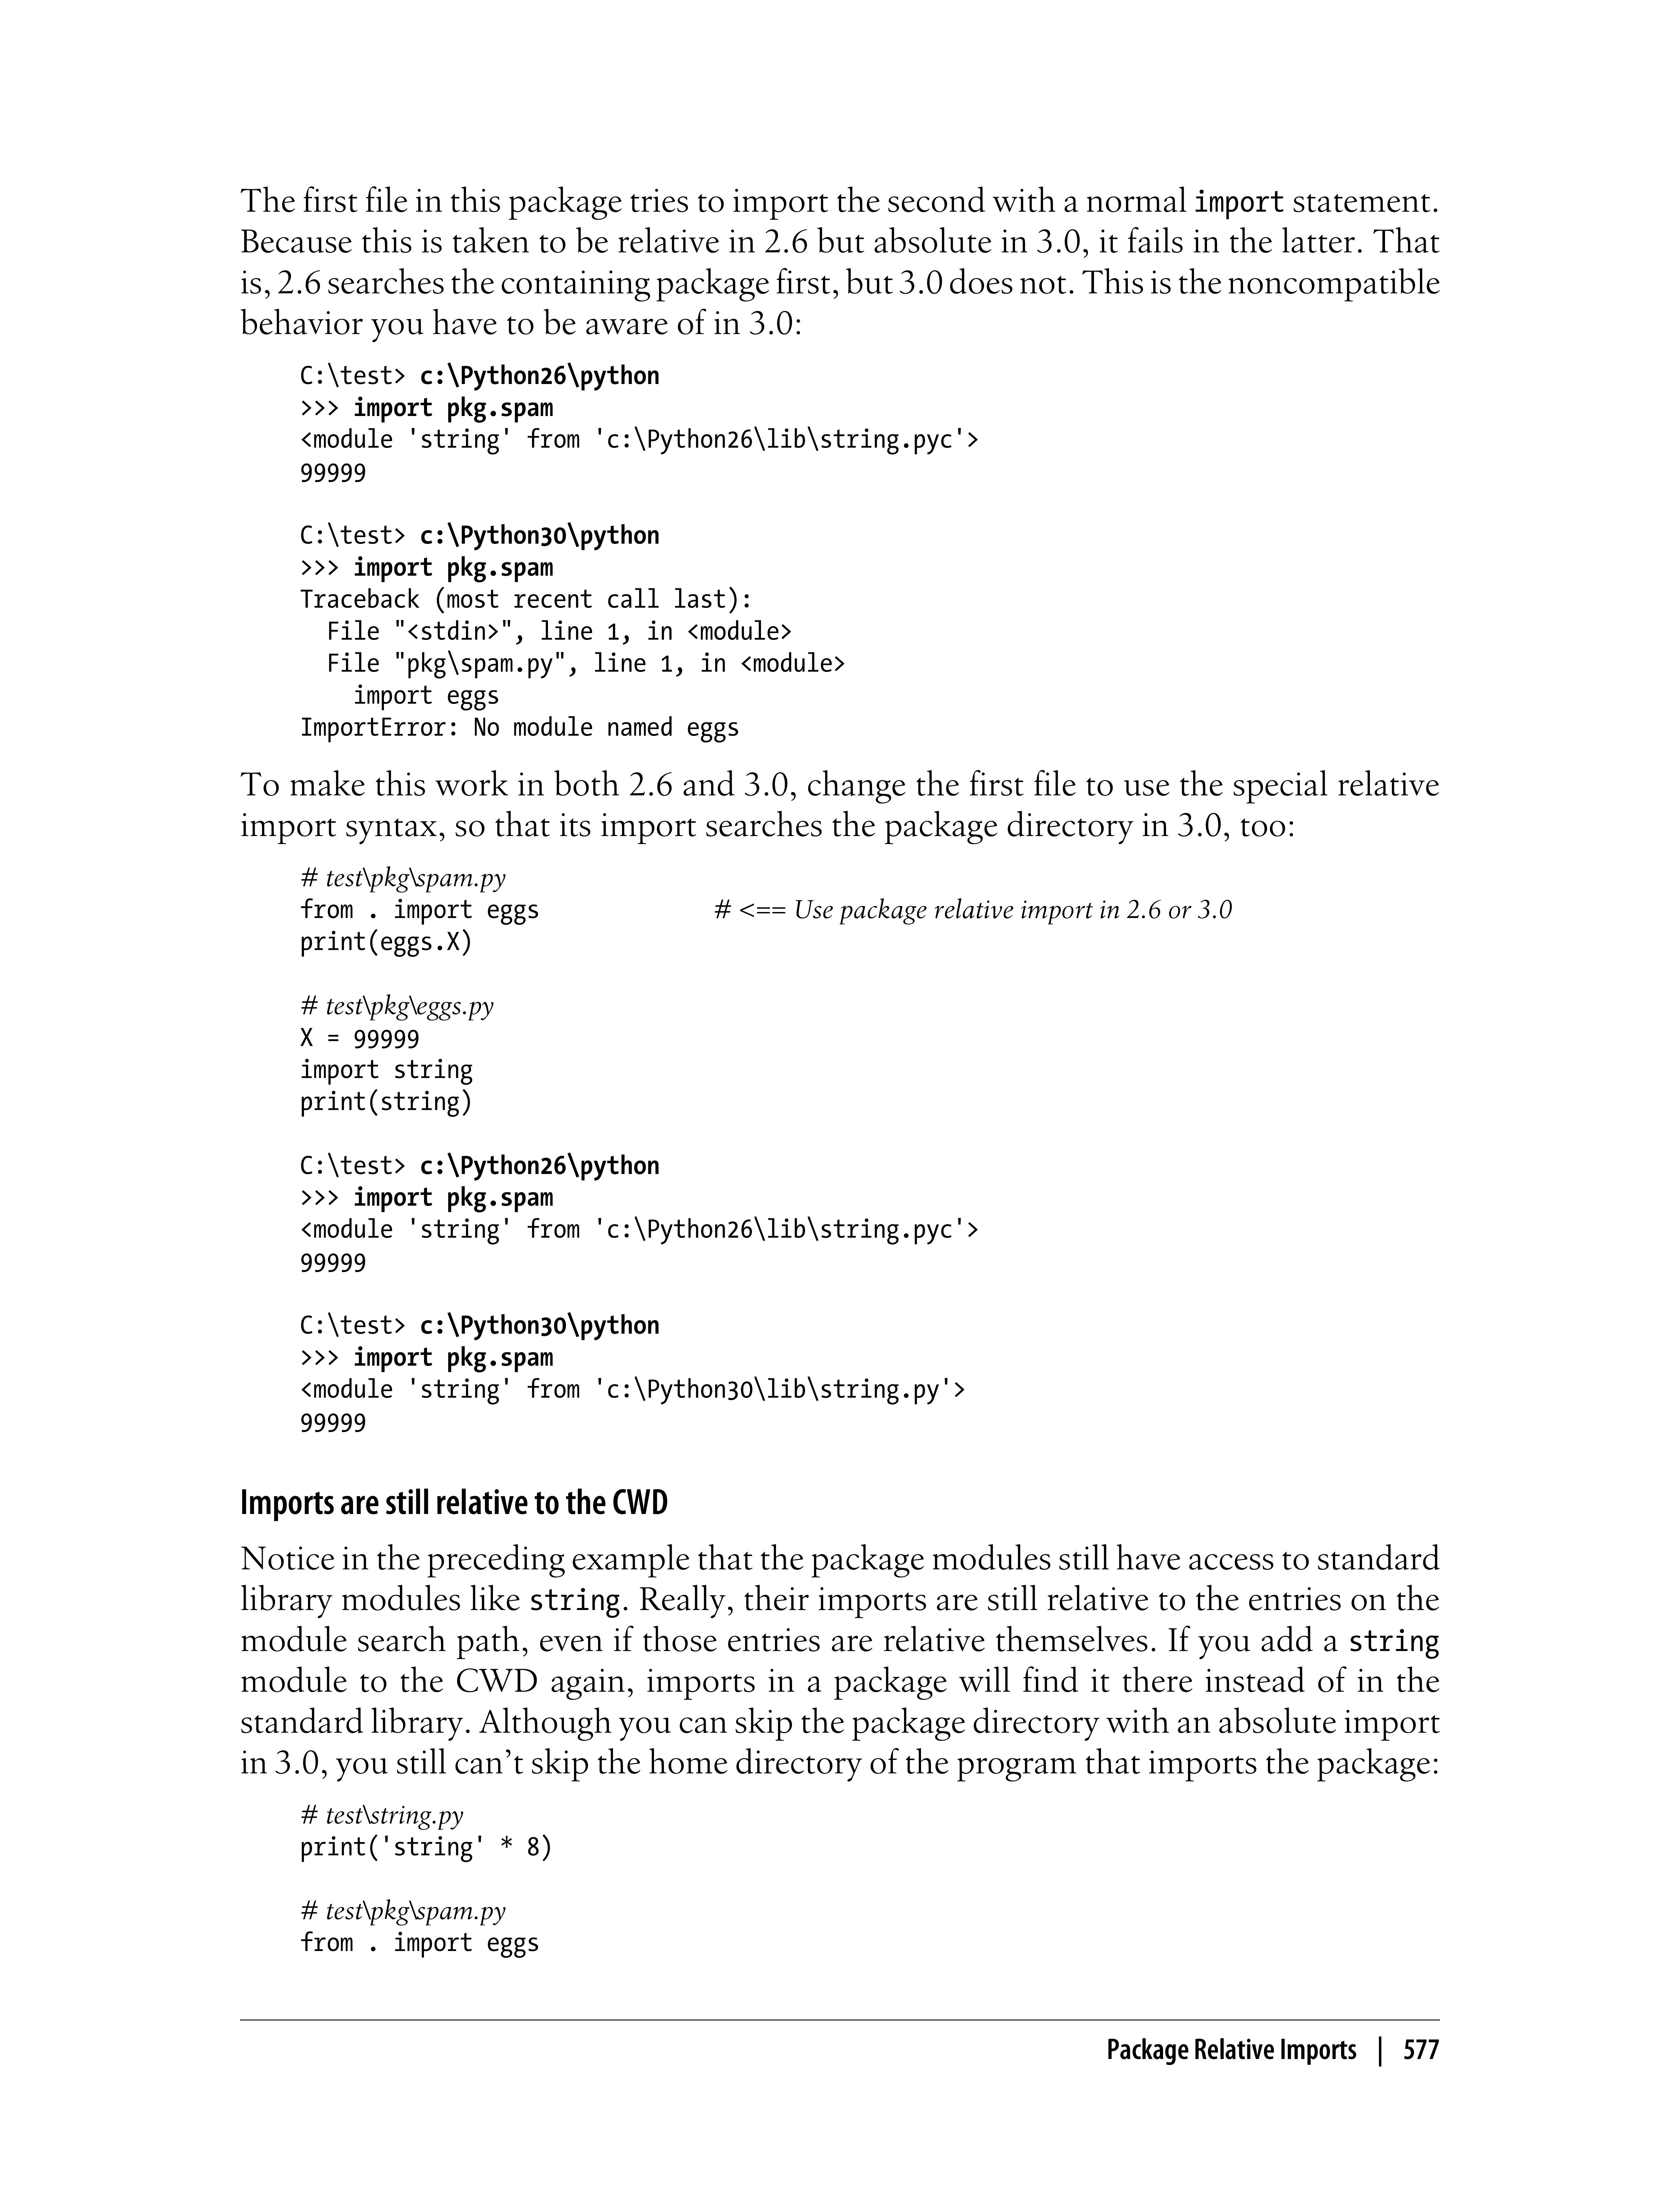 The first file in this package tries to import the second with a normal import statement.
Because this is taken to be relative in 2.6 but absolute in 3.0, it fails in the latter. That
is, 2.6 searches the containing package first, but 3.0 does not. This is the noncompatible
behavior you have to be aware of in 3.0:
C:\test> c:\Python26\python
>>> import pkg.spam
<module 'string' from 'c:\Python26\lib\string.pyc'>
99999
C:\test> c:\Python30\python
>>> import pkg.spam
Traceback (most recent call last):
  File "<stdin>", line 1, in <module>
  File "pkg\spam.py", line 1, in <module>
    import eggs
ImportError: No module named eggs
To make this work in both 2.6 and 3.0, change the first file to use the special relative
import syntax, so that its import searches the package directory in 3.0, too:
# test\pkg\spam.py
from . import eggs # <== Use package relative import in 2.6 or 3.0
print(eggs.X)
# test\pkg\eggs.py
X = 99999
import string
print(string)
C:\test> c:\Python26\python
>>> import pkg.spam
<module 'string' from 'c:\Python26\lib\string.pyc'>
99999
C:\test> c:\Python30\python
>>> import pkg.spam
<module 'string' from 'c:\Python30\lib\string.py'>
99999
Imports are still relative to the CWD
Notice in the preceding example that the package modules still have access to standard
library modules like string. Really, their imports are still relative to the entries on the
module search path, even if those entries are relative themselves. If you add a string
module to the CWD again, imports in a package will find it there instead of in the
standard library. Although you can skip the package directory with an absolute import
in 3.0, you still can’t skip the home directory of the program that imports the package:
# test\string.py
print('string' * 8)
# test\pkg\spam.py
from . import eggs
Package Relative Imports | 577